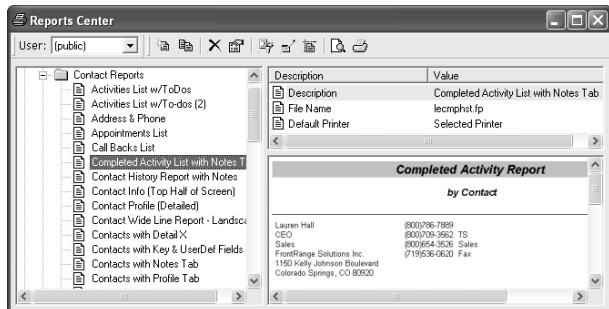 Reports Center
User: (public)
Contact Reports
Activities List w/ToDos
Activities List w/To-dos (2)
Address & Phone
Appointments List
Call Backs List
Completed Activity List with Notes T
Contact History Report with Notes
Contact Info (Top Half of Screen)
Contact Profile (Detailed)
Contact Wide Line Report - Landsca
Contacts with Detail X
Contacts with Key & UserDef Fields
Contacts with Notes Tab
Contacts with Profile Tab
Description Value
Description Completed Activity List with Notes Tab
File Name lecmphst.fp
Default Printer Selected Printer
Completed Activity Report
by Contact
Lauren Hall (800)786-7889
CEO (800)709-3562 TS
Sales (800)654-3526 Sales
FrontRange Solutions Inc. (719)536-0620 Fax
1150 Kelly Johnson Boulevard
Colorado Springs, CO 80920